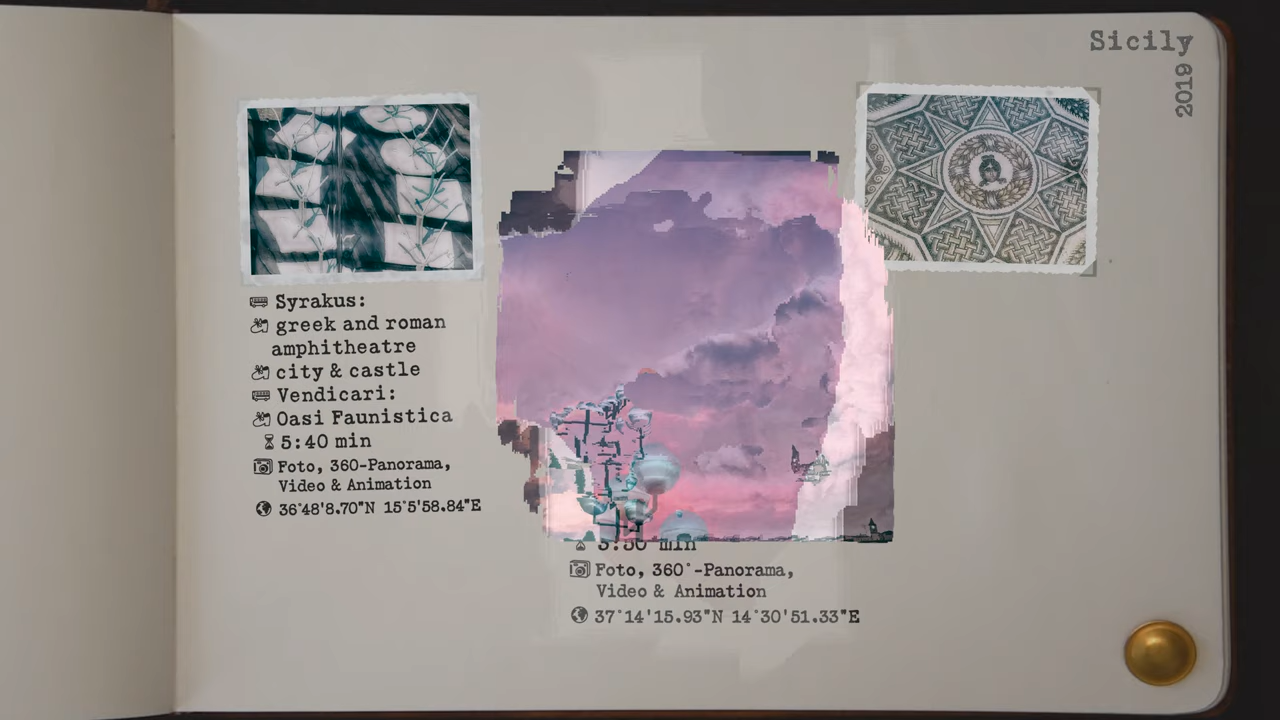 Sicily
2019
Syrakus:
greek and roman
amphitheatre
city & castle
Vendicari:
Oasi Faunistica
5:40 min
Foto, 360-Panorama,
Video & Animation
36°48'8.70"N 15°5'58.84"E
min
Foto, 360°-Panorama,
Video & Animation
37°14'15.93"N 14°30'51.33"E